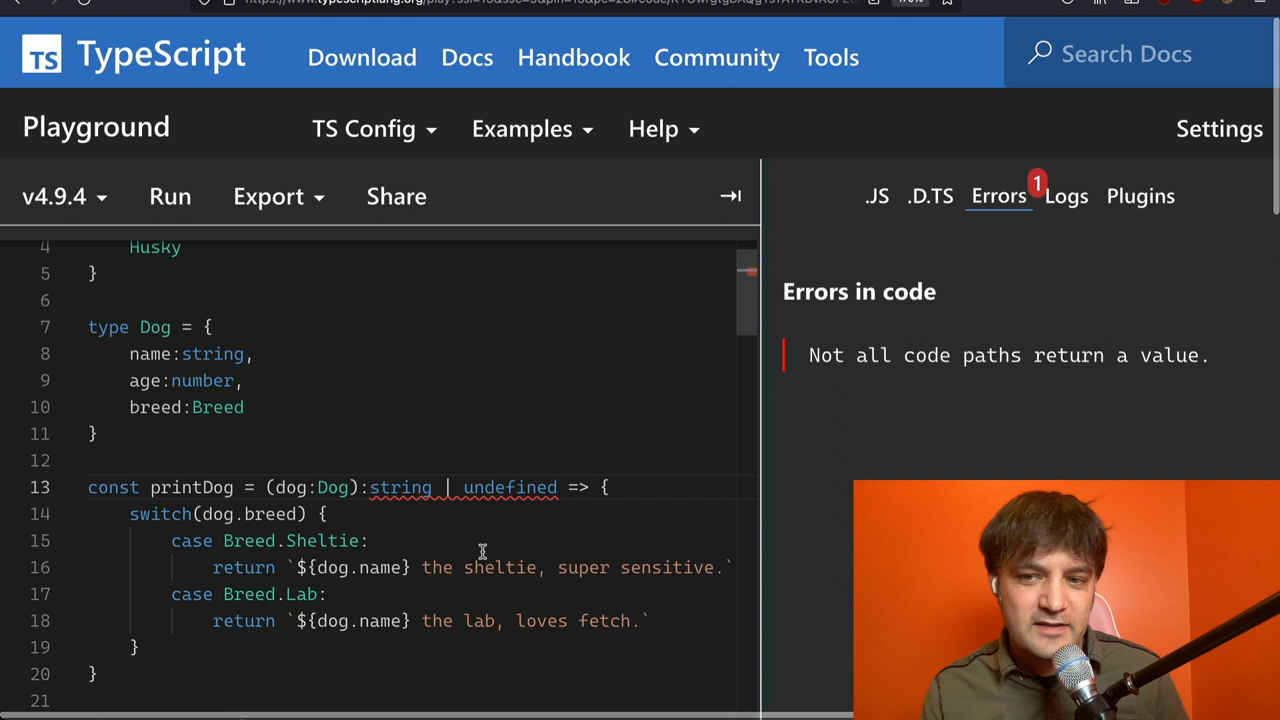 TS TypeScript Download Docs Handbook Community Tools Search Docs
Playground TS Config Examples Help Settings
v4.9.4 Run Export Share .JS .D.TS Errors 1 Logs Plugins
4 Husky
5 }
6
7 type Dog = {
8 name:string,
9 age:number,
10 breed:Breed
11 }
12
13 const printDog = (dog:Dog):string | undefined => {
14 switch(dog.breed) {
15 case Breed.Sheltie:
16 return `${dog.name} the sheltie, super sensitive.`
17 case Breed.Lab:
18 return `${dog.name} the lab, loves fetch.`
19 }
20 }
21
Errors in code
Not all code paths return a value.